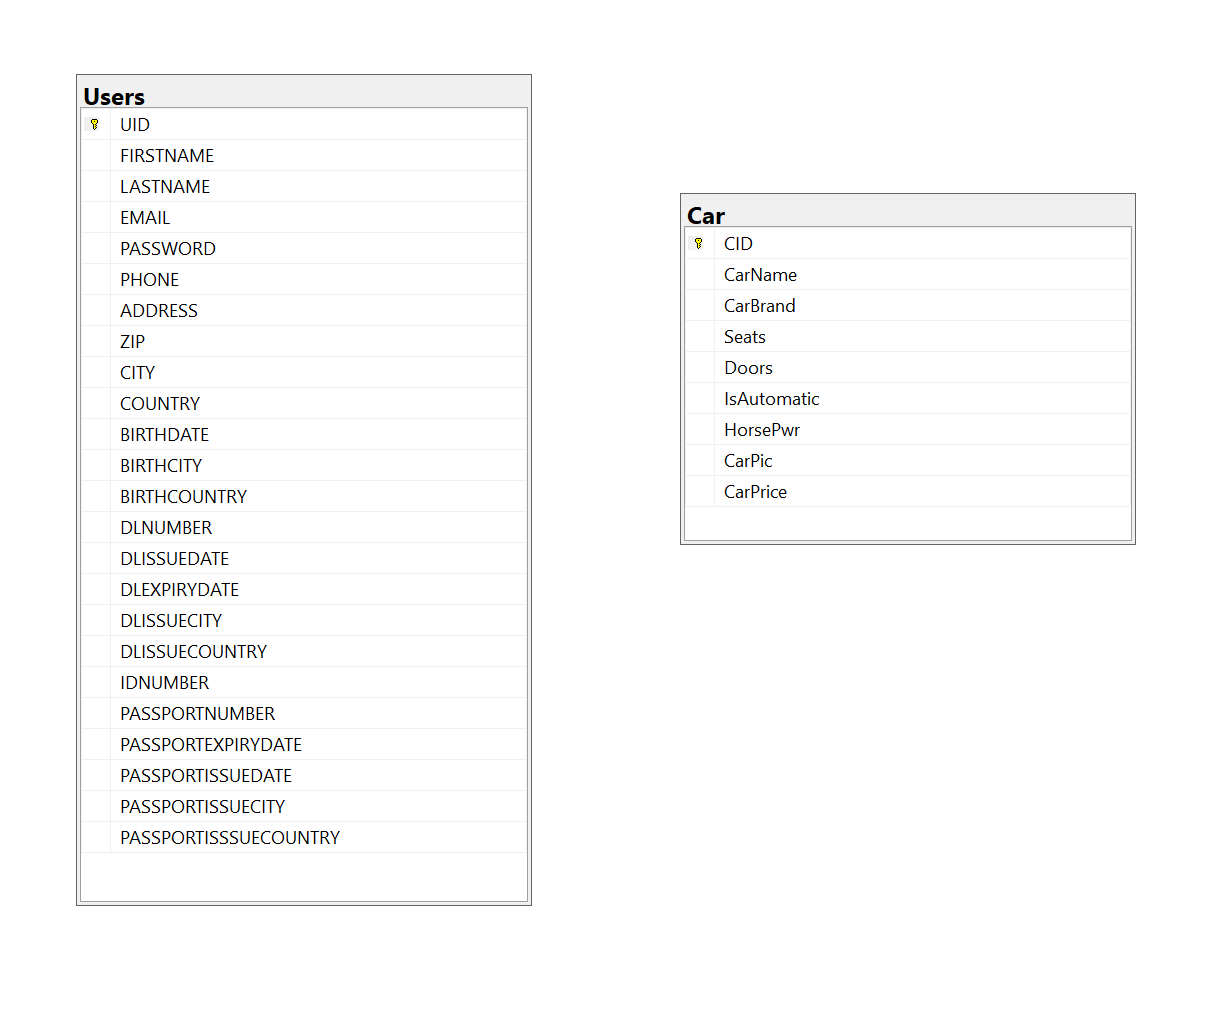 Users
UID
FIRSTNAME
LASTNAME
EMAIL
PASSWORD
PHONE
ADDRESS
ZIP
CITY
COUNTRY
BIRTHDATE
BIRTHCITY
BIRTHCOUNTRY
DLNUMBER
DLISSUEDATE
DLEXPIRYDATE
DLISSUECITY
DLISSUECOUNTRY
IDNUMBER
PASSPORTNUMBER
PASSPORTEXPIRYDATE
PASSPORTISSUEDATE
PASSPORTISSUECITY
PASSPORTISSSUECOUNTRY
Car
CID
CarName
CarBrand
Seats
Doors
IsAutomatic
HorsePwr
CarPic
CarPrice